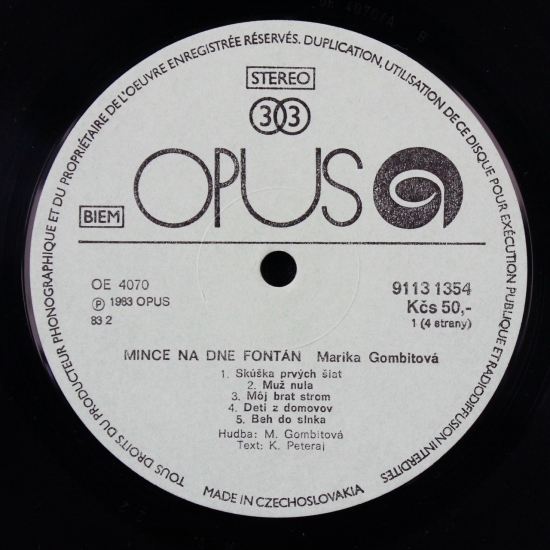 TOUS DROITS DU PRODUCTEUR PHONOGRAPHIQUE ET DU PROPRIÉTAIRE DE L'OEUVRE ENREGISTRÉE RÉSERVÉS. DUPLICATION, UTILISATION DE CE DISQUE POUR EXÉCUTION PUBLIQUE ET RADIODIFFUSION INTERDITES
STEREO
33
OPUS
BIEM
OE 4070
Ⓟ 1983 OPUS
83 2
9113 1354
Kčs 50,-
1 (4 strany)
MINCE NA DNE FONTÁN Marika Gombitová
1. Skúška prvých šiat
2. Muž nula
3. Môj brat strom
4. Deti z domovov
5. Beh do slnka
Hudba: M. Gombitová
Text: K. Peteraj
MADE IN CZECHOSLOVAKIA